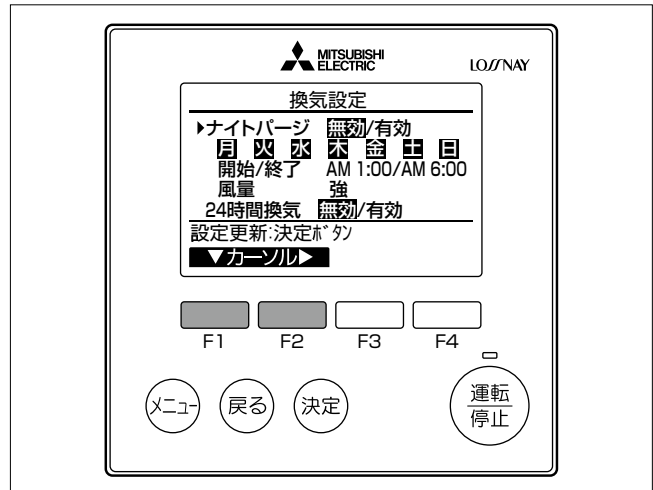 MITSUBISHI
ELECTRIC
LOSSNAY
換気設定
ナイトパージ 無効/有効
月 火 水 木 金 土 日
開始/終了 AM 1:00/AM 6:00
風量 強
24時間換気 無効/有効
設定更新:決定ボタン
▼カーソル▶
F1 F2 F3 F4
メニュー 戻る 決定 運転
停止